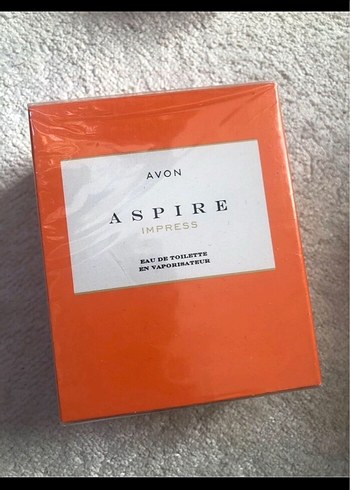 AVON
ASPIRE
IMPRESS
EAU DE TOILETTE
EN VAPORISATEUR